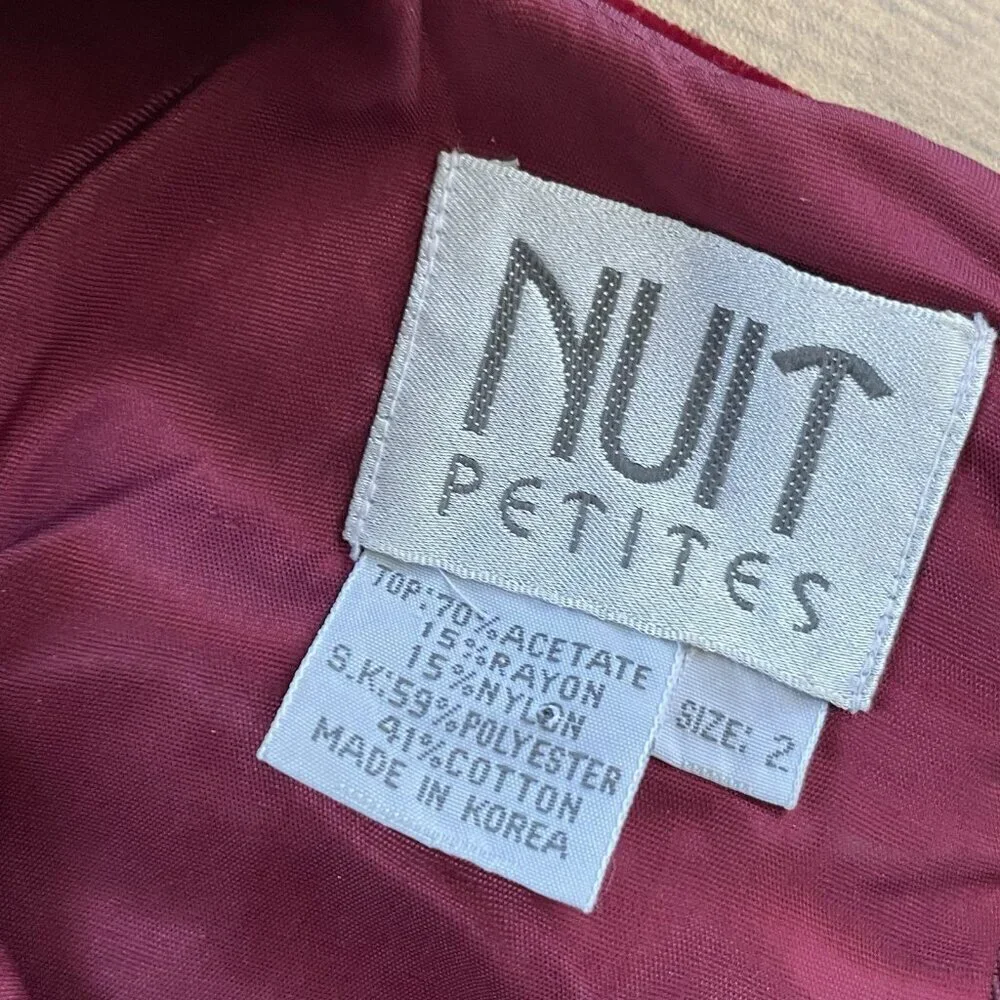 NUIT
PETITES
TOP:70%ACETATE
15%RAYON
15%NYLON
S.K:59%POLYESTER
41%COTTON
MADE IN KOREA
SIZE: 2